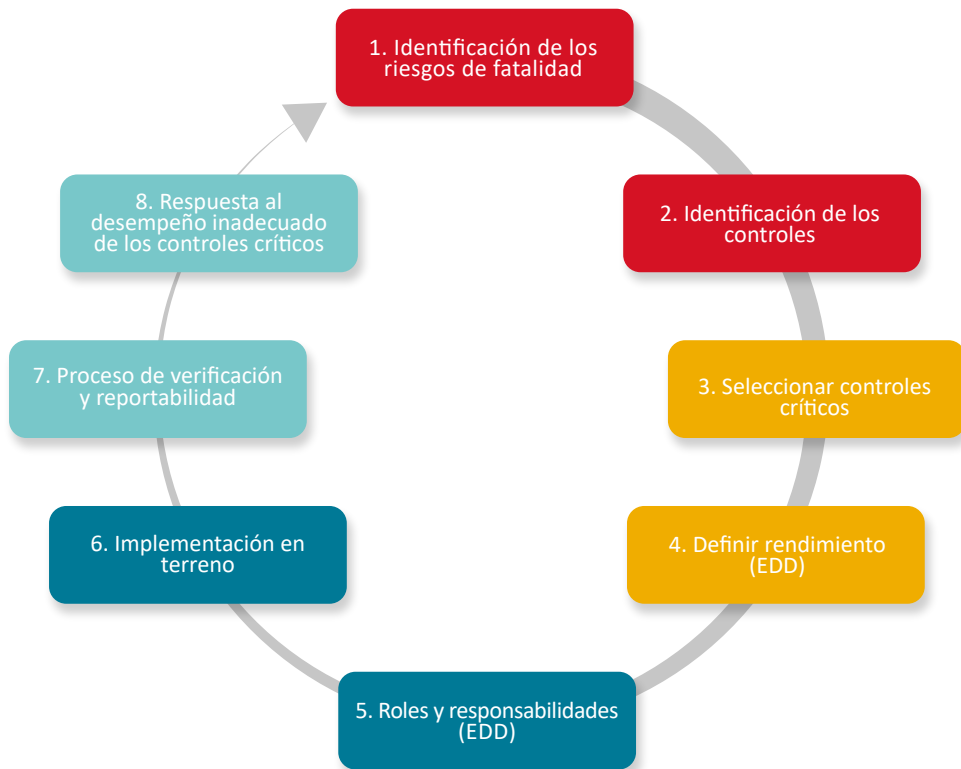 1. Identificación de los
riesgos de fatalidad
2. Identificación de los
controles
3. Seleccionar controles
críticos
4. Definir rendimiento
(EDD)
5. Roles y responsabilidades
(EDD)
6. Implementación en
terreno
7. Proceso de verificación
y reportabilidad
8. Respuesta al
desempeño inadecuado
de los controles críticos